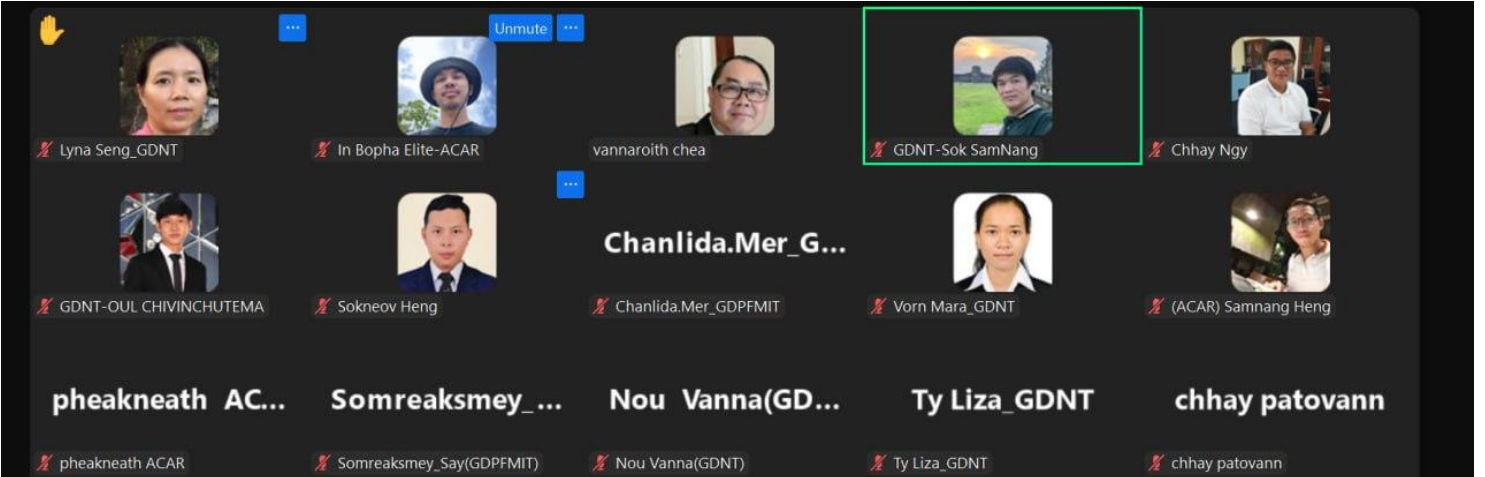 Unmute
Lyna Seng_GDNT
In Bopha Elite-ACAR
vannaroith chea
GDNT-Sok SamNang
Chhay Ngy
Chanlida.Mer_G...
GDNT-OUL CHIVINCHUTEMA
Sokneov Heng
Chanlida.Mer_GDPFMIT
Vorn Mara_GDNT
(ACAR) Samnang Heng
pheakneath AC...
Somreaksmey_...
Nou Vanna(GD...
Ty Liza_GDNT
chhay patovann
pheakneath ACAR
Somreaksmey_Say(GDPFMIT)
Nou Vanna(GDNT)
Ty Liza_GDNT
chhay patovann